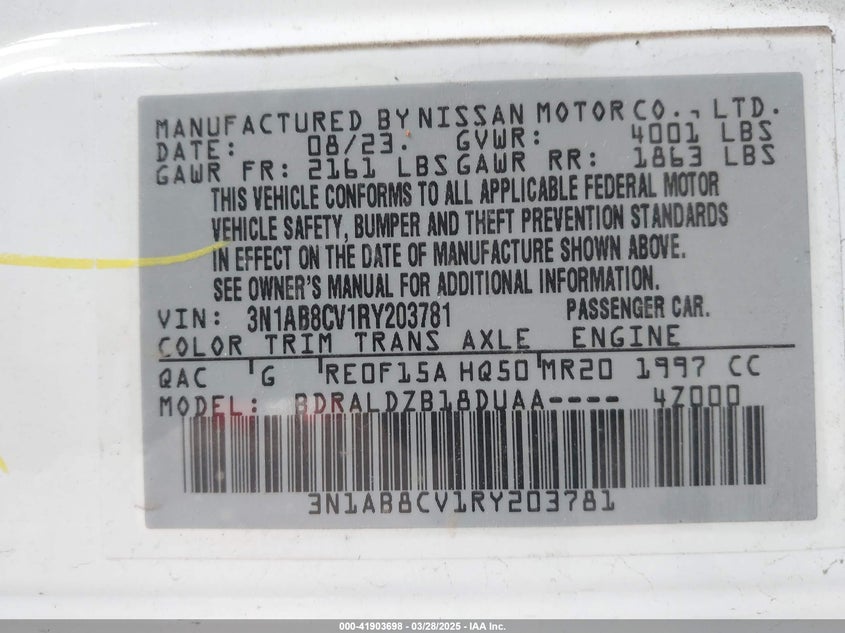 MANUFACTURED BY NISSAN MOTOR CO., LTD.
DATE: 08/23. GVWR: 4001 LBS
GAWR FR: 2161 LBS GAWR RR: 1863 LBS
THIS VEHICLE CONFORMS TO ALL APPLICABLE FEDERAL MOTOR
VEHICLE SAFETY, BUMPER AND THEFT PREVENTION STANDARDS
IN EFFECT ON THE DATE OF MANUFACTURE SHOWN ABOVE.
SEE OWNER'S MANUAL FOR ADDITIONAL INFORMATION.
VIN: 3N1AB8CV1RY203781 PASSENGER CAR.
COLOR TRIM TRANS AXLE ENGINE
QAC G RE0F15A HQ50 MR20 1997 CC
MODEL: BDRALDZB18DUAA---- 4Z000
3N1AB8CV1RY203781
000-41903698 - 03/28/2025 - IAA Inc.